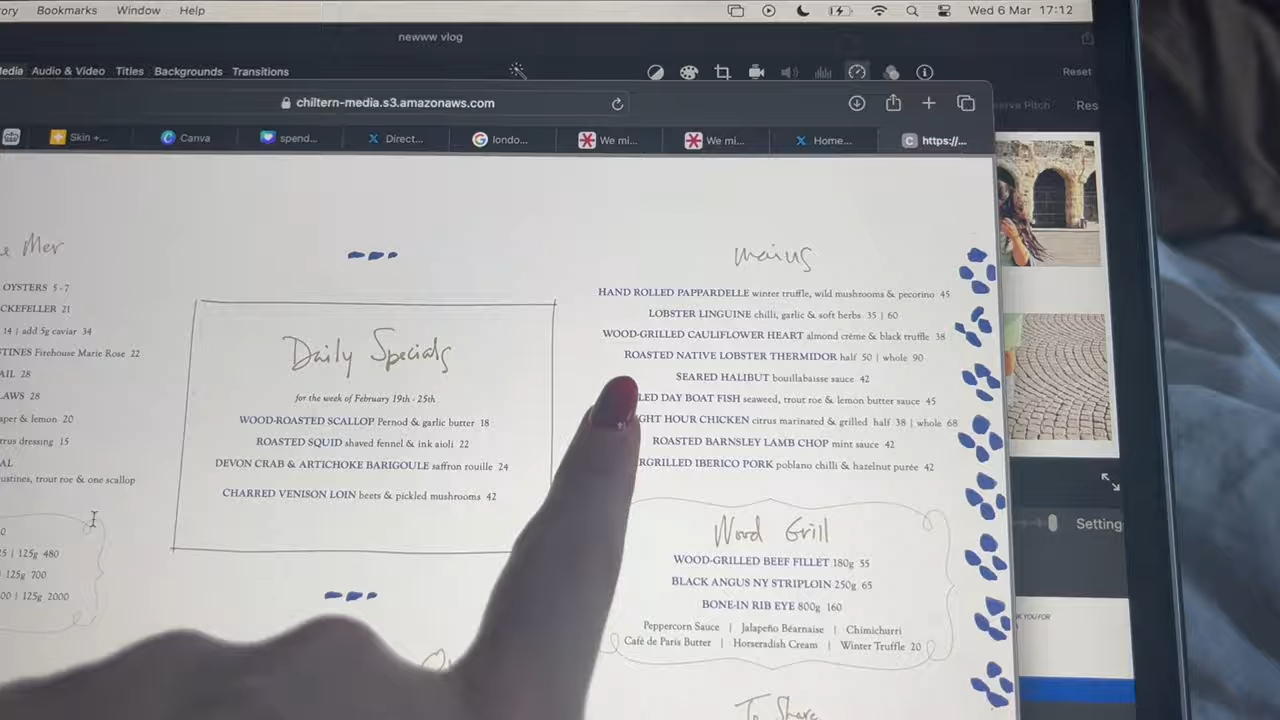 ory Bookmarks Window Help Wed 6 Mar 17:12
newww vlog
Media Audio & Video Titles Backgrounds Transitions Reset
chiltern-media.s3.amazonaws.com
erve Pitch Res
Skin +... Canva spend... Direct... londo... We mi... We mi... Home... https://...
e Mer
OYSTERS 5 - 7
CKEFELLER 21
14 | add 5g caviar 34
STINES Firehouse Marie Rose 22
AIL 28
LAWS 28
aper & lemon 20
trus dressing 15
AL
oustines, trout roe & one scallop
0
25 | 125g 480
125g 700
00 | 125g 2000
Daily Specials
for the week of February 19th - 25th
WOOD-ROASTED SCALLOP Pernod & garlic butter 18
ROASTED SQUID shaved fennel & ink aioli 22
DEVON CRAB & ARTICHOKE BARIGOULE saffron rouille 24
CHARRED VENISON LOIN beets & pickled mushrooms 42
Mains
HAND ROLLED PAPPARDELLE winter truffle, wild mushrooms & pecorino 45
LOBSTER LINGUINE chilli, garlic & soft herbs 35 | 60
WOOD-GRILLED CAULIFLOWER HEART almond crème & black truffle 38
ROASTED NATIVE LOBSTER THERMIDOR half 50 | whole 90
SEARED HALIBUT bouillabaisse sauce 42
LED DAY BOAT FISH seaweed, trout roe & lemon butter sauce 45
GHT HOUR CHICKEN citrus marinated & grilled half 38 | whole 68
ROASTED BARNSLEY LAMB CHOP mint sauce 42
RGRILLED IBERICO PORK poblano chilli & hazelnut purée 42
Wood Grill
WOOD-GRILLED BEEF FILLET 180g 55
BLACK ANGUS NY STRIPLOIN 250g 65
BONE-IN RIB EYE 800g 160
Peppercorn Sauce | Jalapeño Béarnaise | Chimichurri
Café de Paris Butter | Horseradish Cream | Winter Truffle 20
To Share
Setting